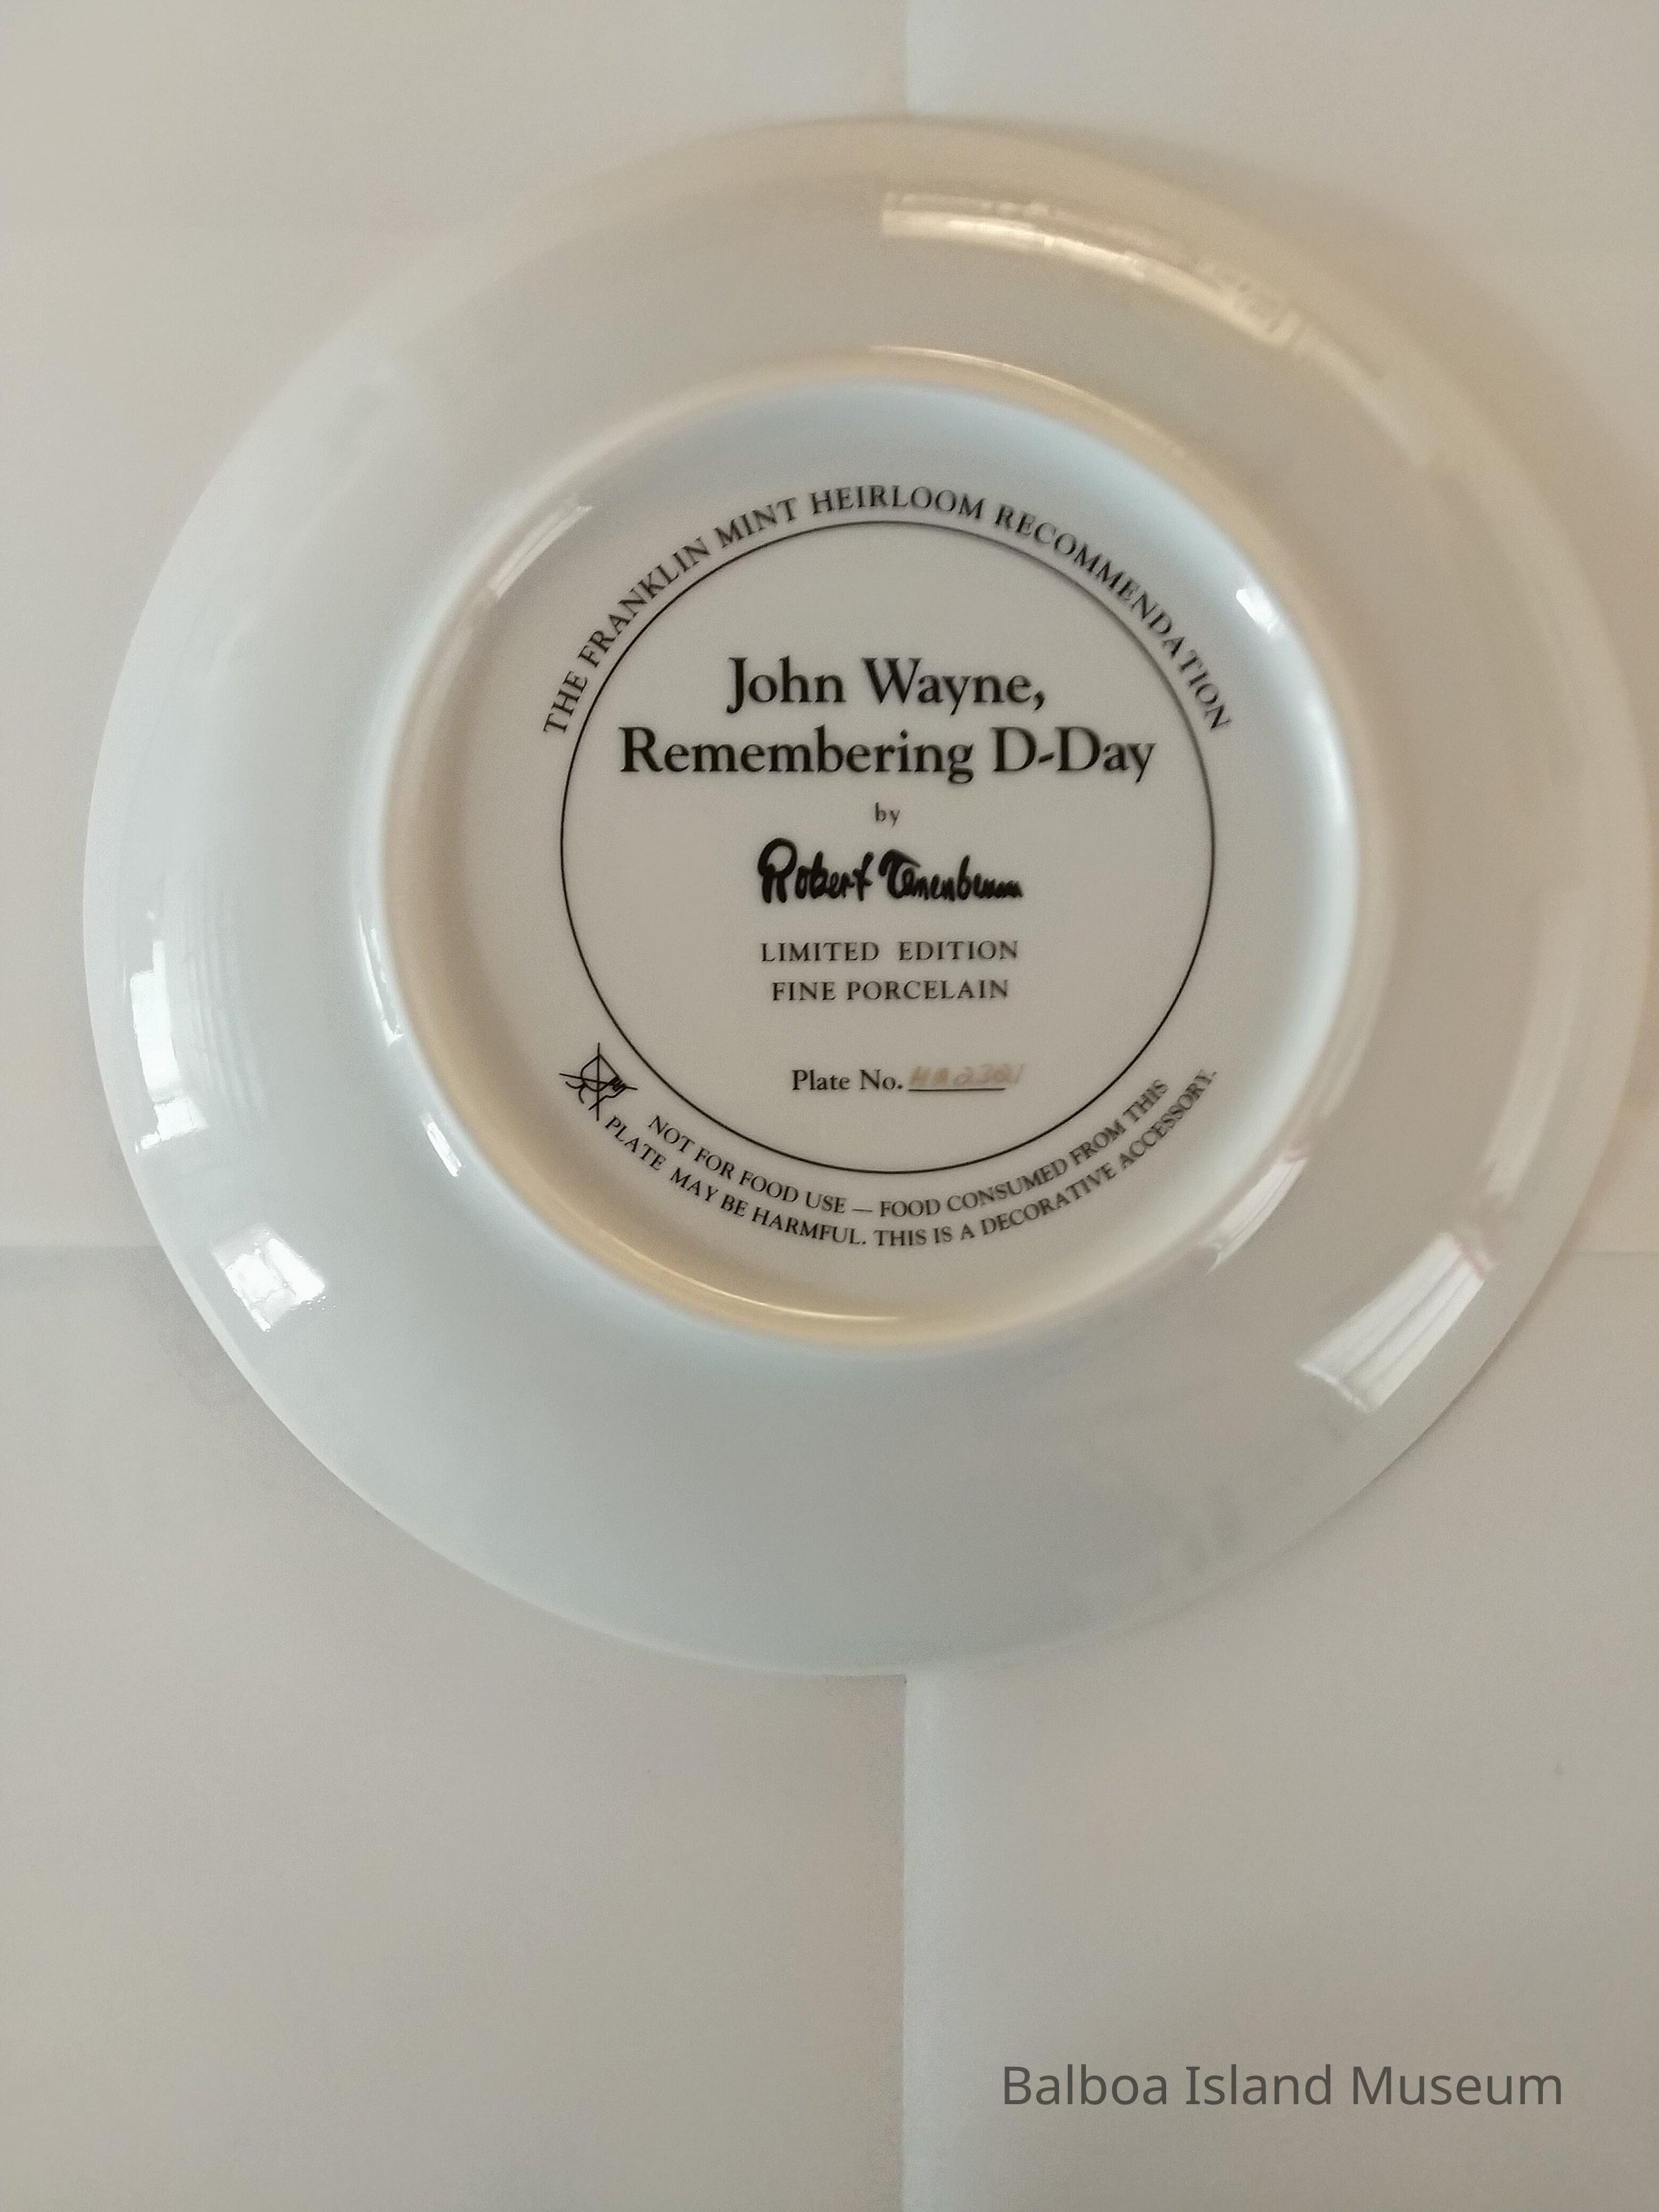 THE FRANKLIN MINT HEIRLOOM RECOMMENDATION
John Wayne,
Remembering D-Day
by
Robert Tanenbaum
LIMITED EDITION
FINE PORCELAIN
Plate No.
NOT FOR FOOD USE — FOOD CONSUMED FROM THIS
PLATE MAY BE HARMFUL. THIS IS A DECORATIVE ACCESSORY.
Balboa Island Museum